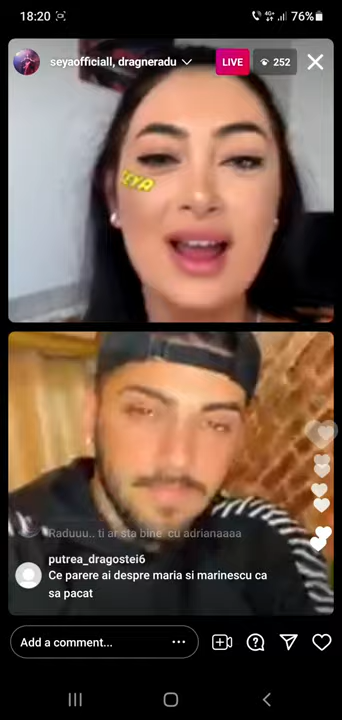 18:20
4G+ 76%
seyaofficiall, dragneradu
LIVE
252
SEYA
Raduuu.. ti ar sta bine cu adrianaaaa
putrea_dragostei6
Ce parere ai despre maria si marinescu ca
sa pacat
Add a comment...